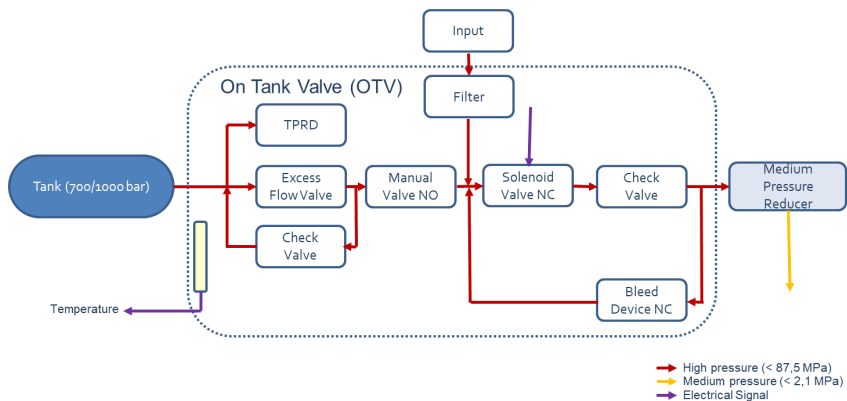 Input
On Tank Valve (OTV)
Filter
TPRD
Tank (700/1000 bar)
Excess
Flow Valve
Manual
Valve NO
Solenoid
Valve NC
Check
Valve
Medium
Pressure
Reducer
Check
Valve
Bleed
Device NC
Temperature
High pressure (< 87,5 MPa)
Medium pressure (< 2,1 MPa)
Electrical Signal